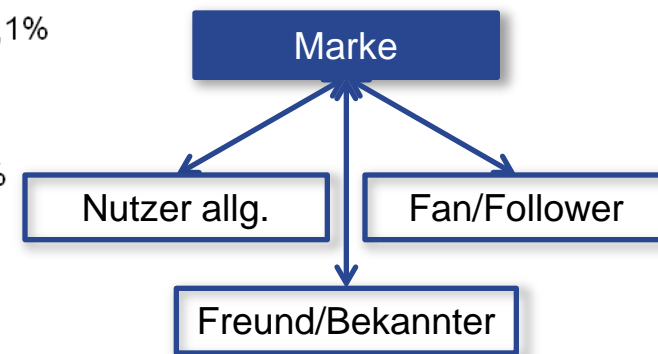 ,1%
Marke
%
Nutzer allg.
Fan/Follower
Freund/Bekannter